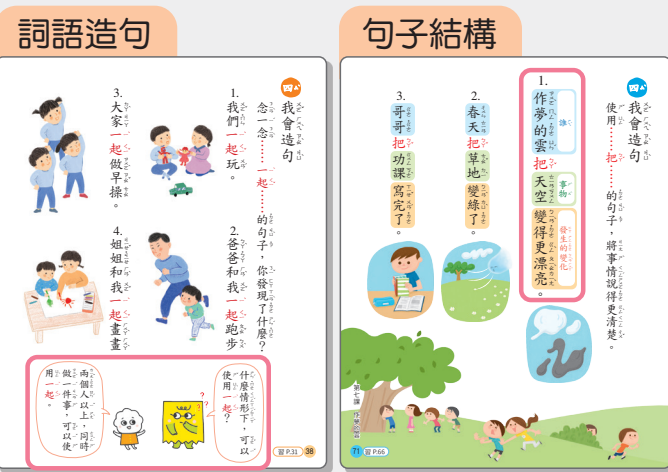 詞語造句
四
我會造句
念一念……一起……的句子，你發現了什麼？
1.
我們一起玩。
2.
爸爸和我一起跑步
3.
大家一起做早操。
4.
姐姐和我一起畫畫
什麼情形下，可以
使用一起？
兩個人以上，同時
做一件事，可以使
用一起。
習 P.31 38
句子結構
四
我會造句
使用……把……的句子，將事情說得更清楚。
1.
誰 事物 發生的變化
作夢的雲把天空變得更漂亮。
2.
春天把草地變綠了。
3.
哥哥把功課寫完了。
第七課 作夢的雲
71 習 P.66